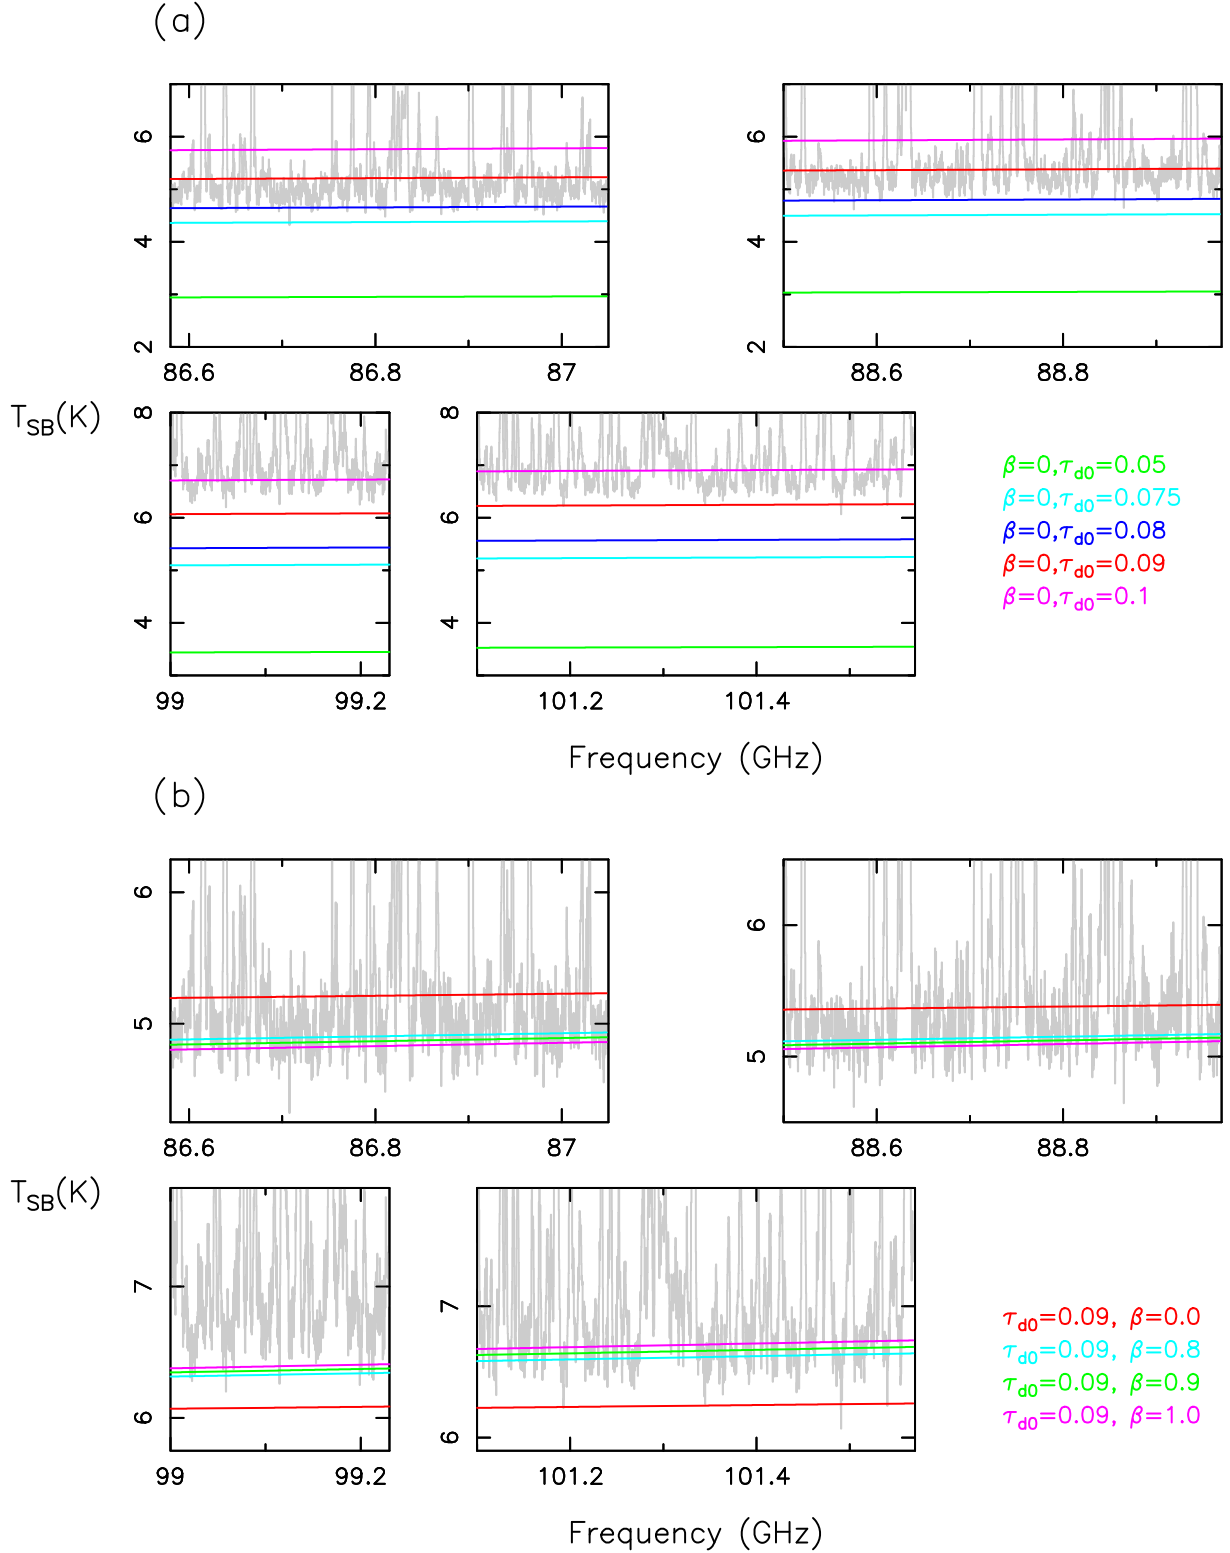 (a)
6
4
2
86.6 86.8 87
6
4
2
88.6 88.8
T_SB(K)
8
6
4
99 99.2
8
6
4
101.2 101.4
β=0,τ_d0=0.05
β=0,τ_d0=0.075
β=0,τ_d0=0.08
β=0,τ_d0=0.09
β=0,τ_d0=0.1
Frequency (GHz)
(b)
6
5
86.6 86.8 87
6
5
88.6 88.8
T_SB(K)
7
6
99 99.2
7
6
101.2 101.4
τ_d0=0.09, β=0.0
τ_d0=0.09, β=0.8
τ_d0=0.09, β=0.9
τ_d0=0.09, β=1.0
Frequency (GHz)